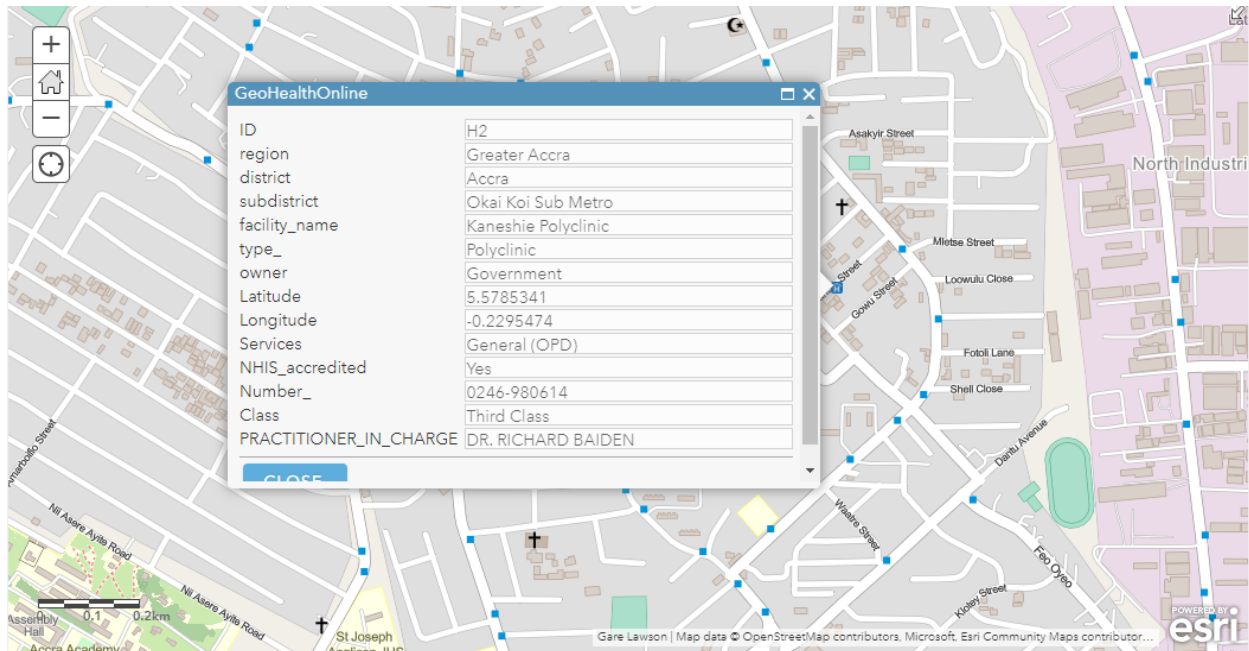 GeoHealthOnline
ID H2
region Greater Accra
district Accra
subdistrict Okai Koi Sub Metro
facility_name Kaneshie Polyclinic
type_ Polyclinic
owner Government
Latitude 5.5785341
Longitude -0.2295474
Services General (OPD)
NHIS_accredited Yes
Number_ 0246-980614
Class Third Class
PRACTITIONER_IN_CHARGE DR. RICHARD BAIDEN
CLOSE
Asakyir Street
North Industri
Mletse Street
Loowulu Close
Street
Gowu Street
Fotoli Lane
Shell Close
Dantu Avenue
Waatre Street
Feo Oyeo
Klotey Street
Street
Nii Asere Ayite Road
Nii Asere Ayite Road
0 0.1 0.2km
Assembly
Hall
Accra Academy
St Joseph
Anglican JHS
Gare Lawson | Map data © OpenStreetMap contributors, Microsoft, Esri Community Maps contributor...
POWERED BY
esri